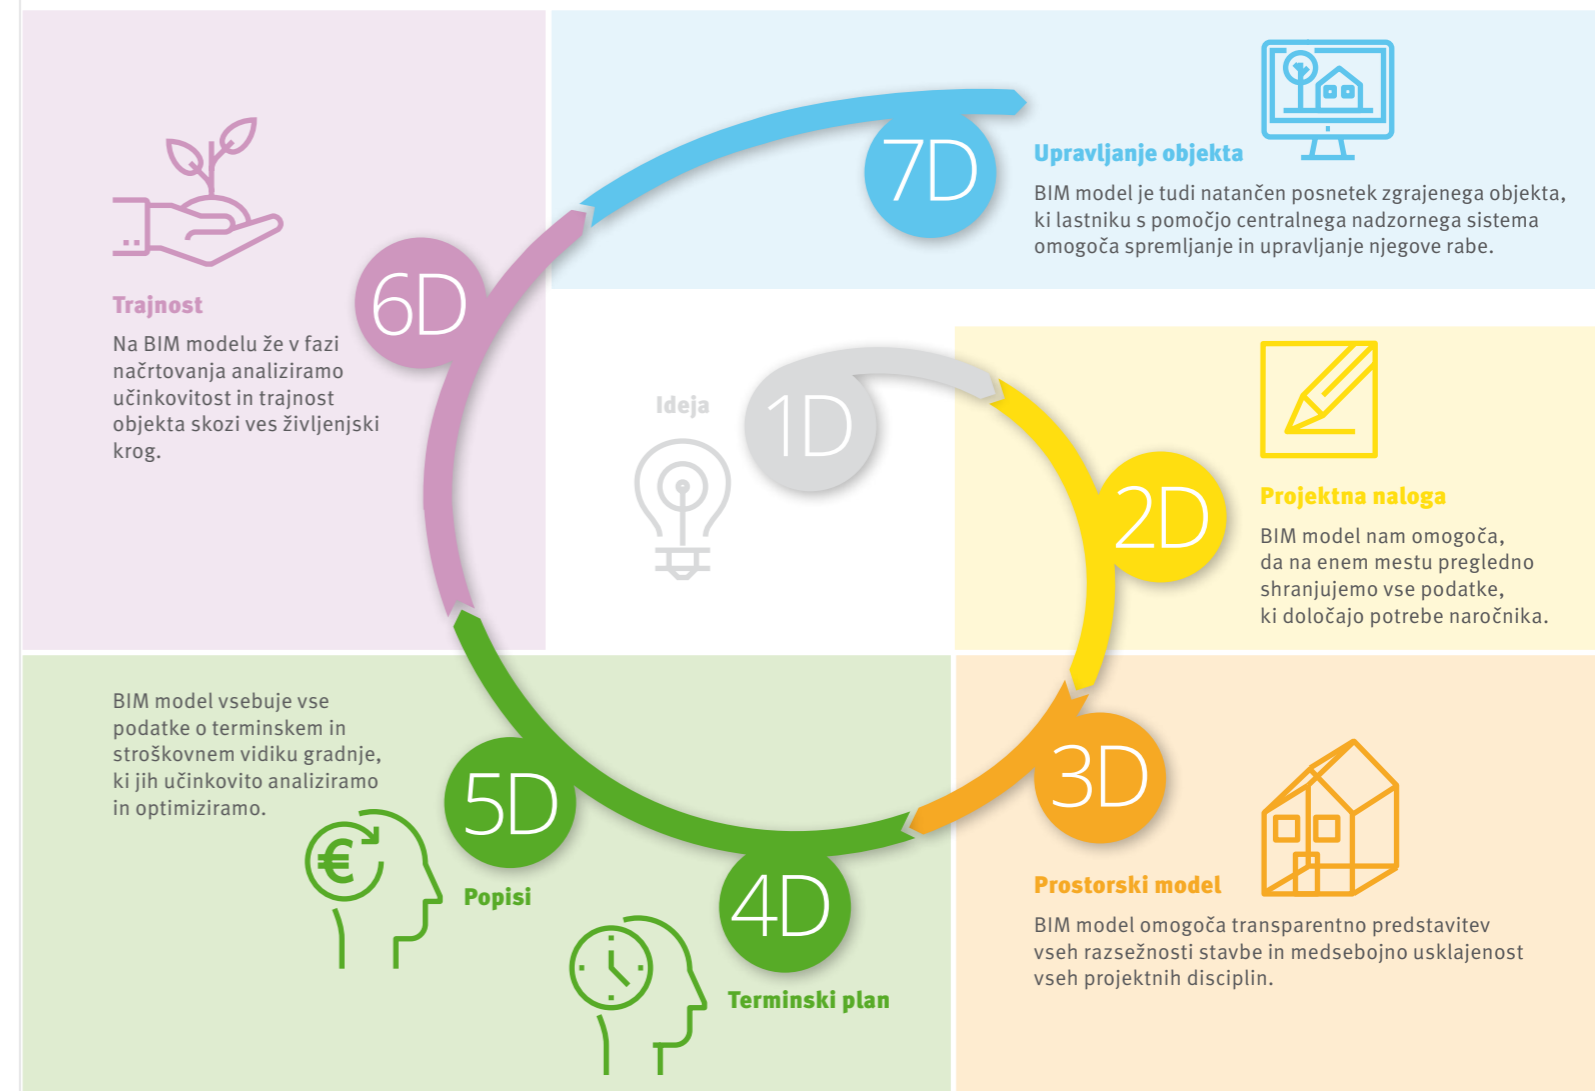 Ideja
1D
2D
Projektna naloga
BIM model nam omogoča,
da na enem mestu pregledno
shranjujemo vse podatke,
ki določajo potrebe naročnika.
3D
Prostorski model
BIM model omogoča transparentno predstavitev
vseh razsežnosti stavbe in medsebojno usklajenost
vseh projektnih disciplin.
4D
Terminski plan
5D
Popisi
€
BIM model vsebuje vse
podatke o terminskem in
stroškovnem vidiku gradnje,
ki jih učinkovito analiziramo
in optimiziramo.
6D
Trajnost
Na BIM modelu že v fazi
načrtovanja analiziramo
učinkovitost in trajnost
objekta skozi ves življenjski
krog.
7D
Upravljanje objekta
BIM model je tudi natančen posnetek zgrajenega objekta,
ki lastniku s pomočjo centralnega nadzornega sistema
omogoča spremljanje in upravljanje njegove rabe.